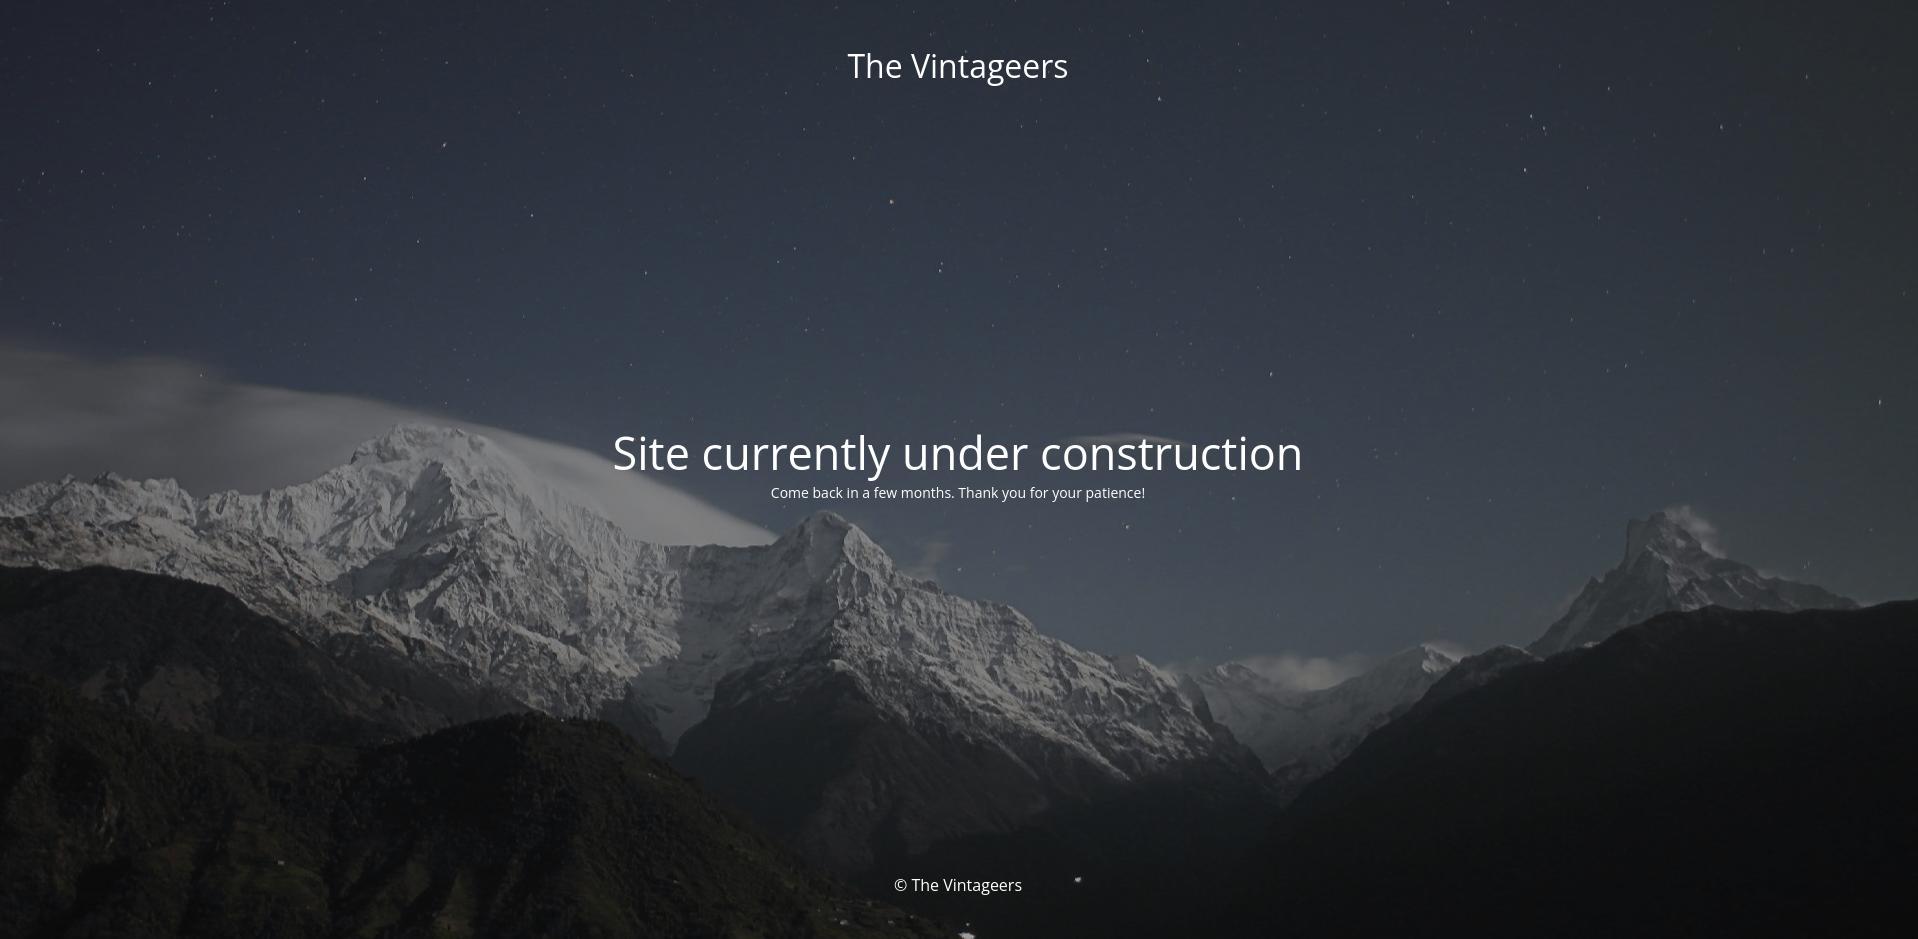 The Vintageers
Site currently under construction
Come back in a few months. Thank you for your patience!
© The Vintageers